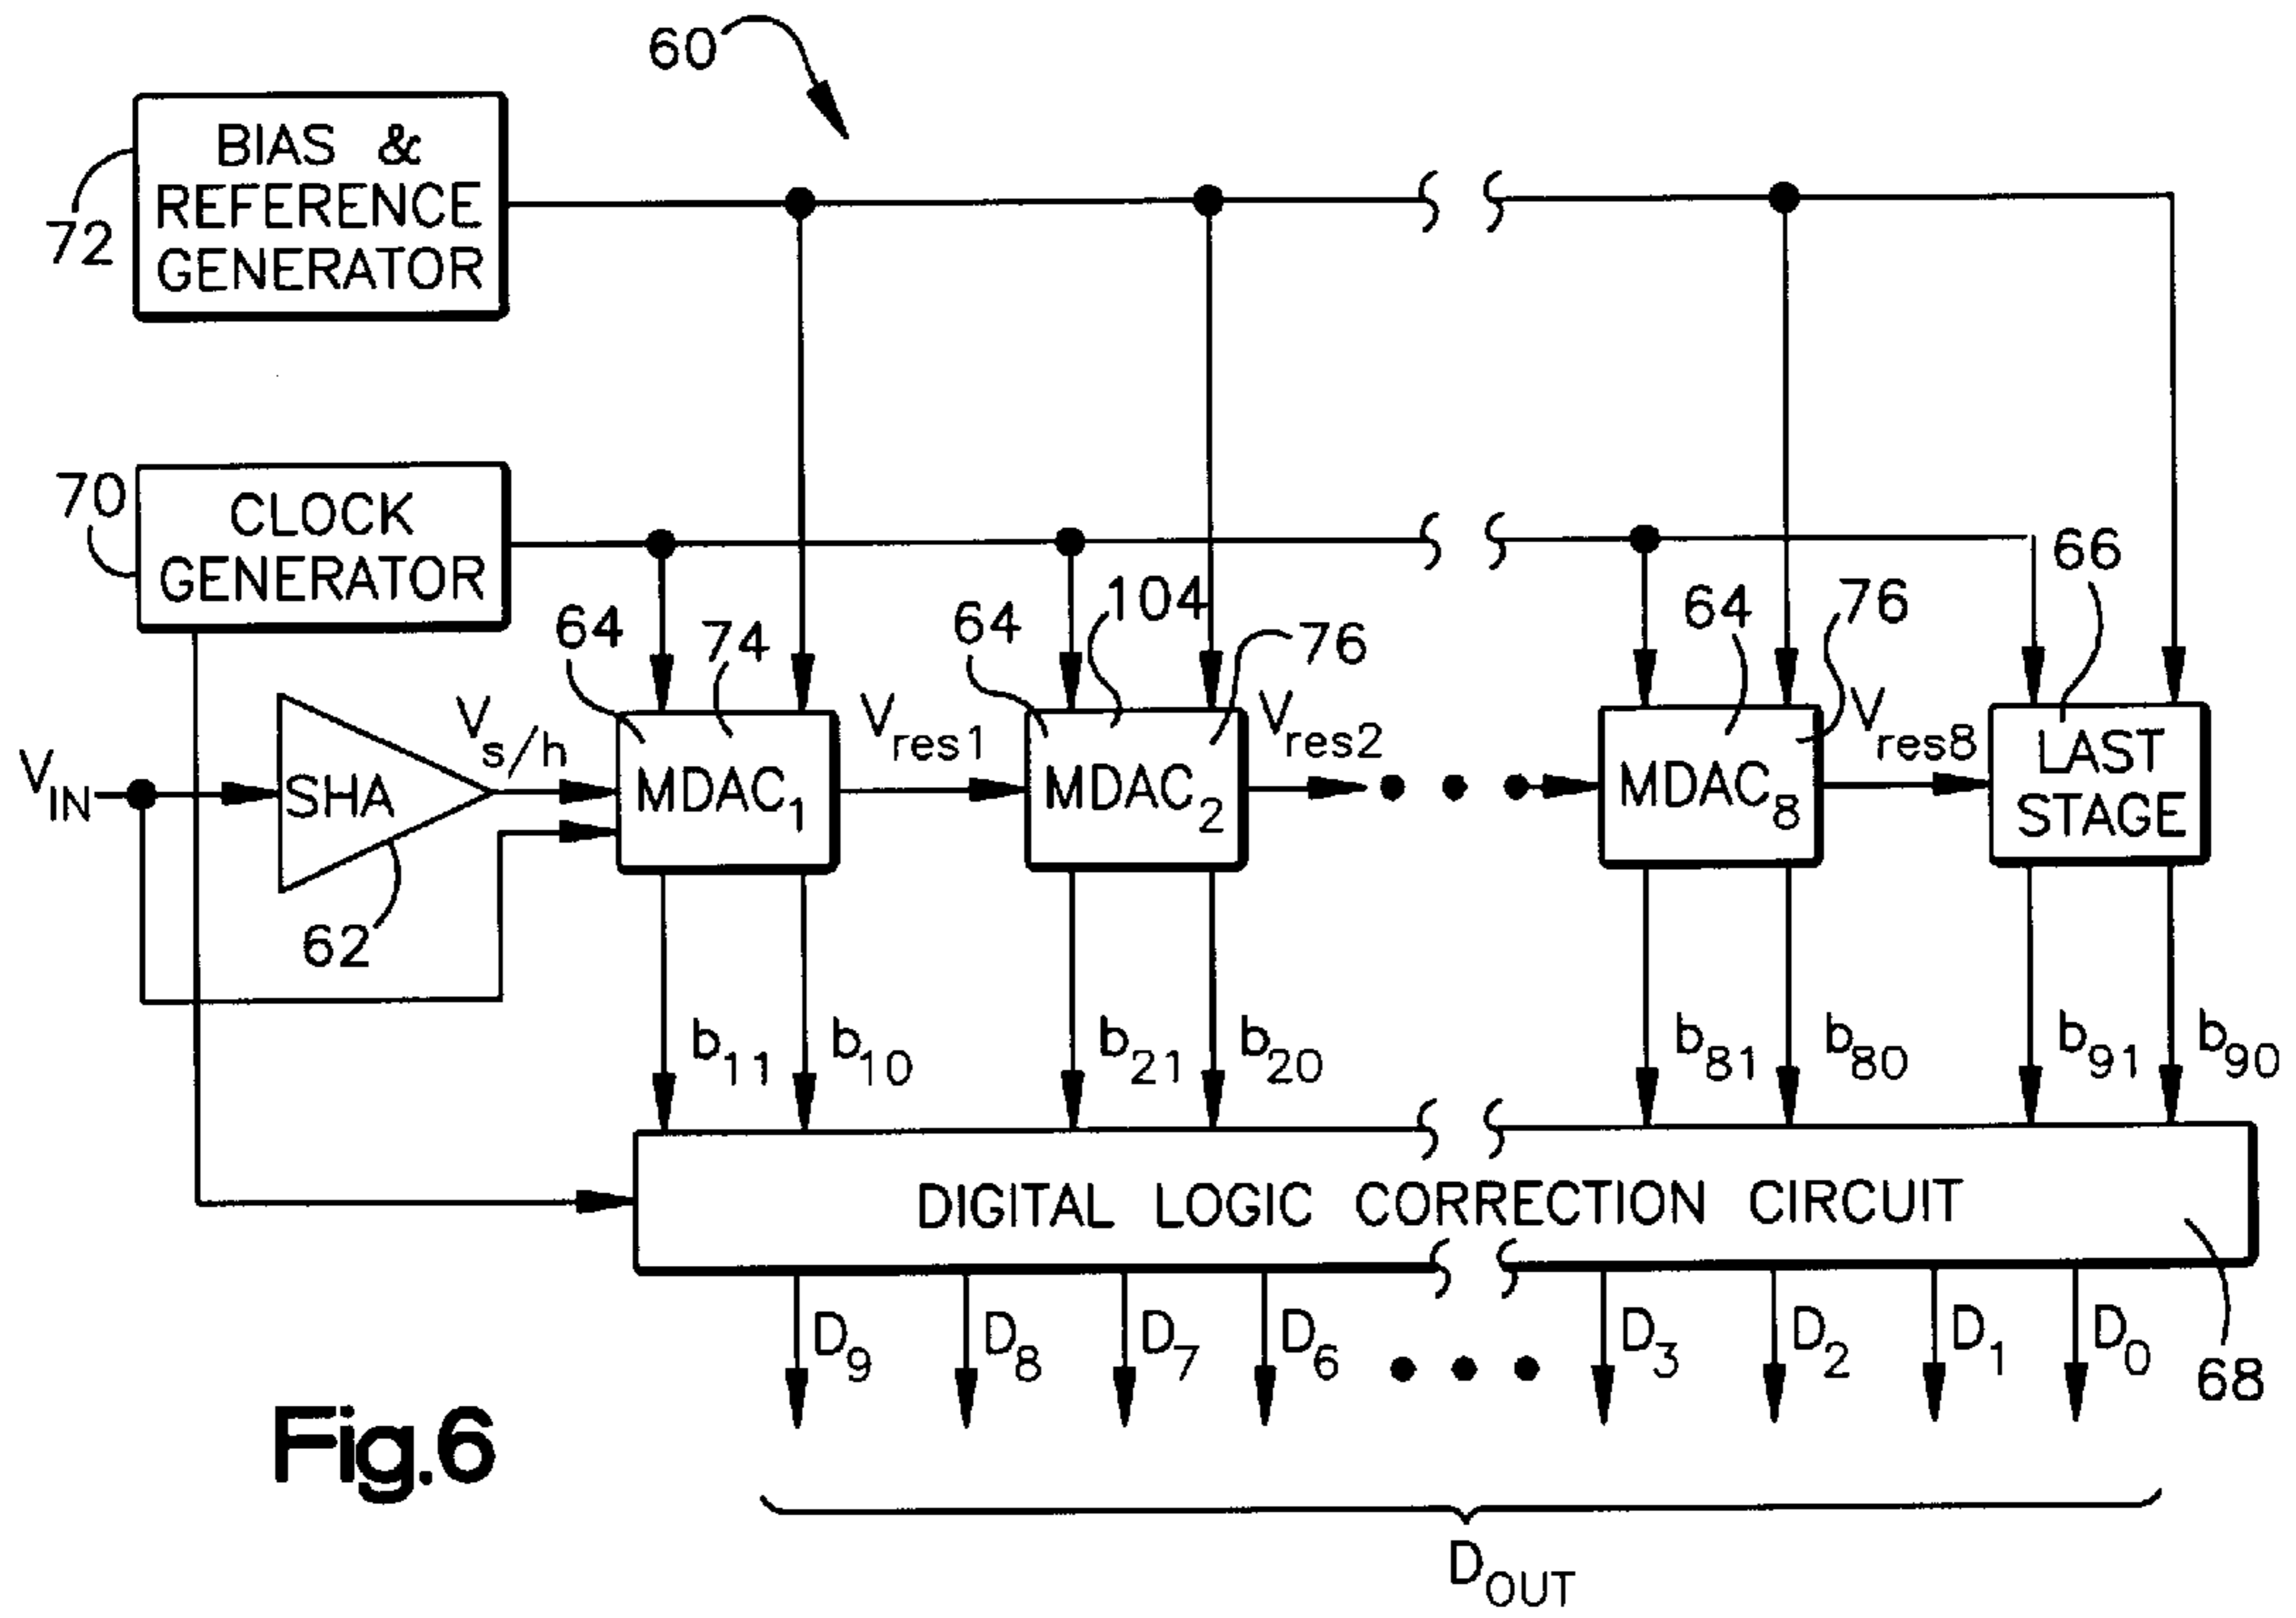 60
BIAS &
REFERENCE
GENERATOR
72
70
CLOCK
GENERATOR
66
64
74
64
104
76
64
76
V_IN
SHA
V_s/h
MDAC_1
V_res1
MDAC_2
V_res2
MDAC_8
V_res8
LAST
STAGE
62
b_11
b_10
b_21
b_20
b_81
b_80
b_91
b_90
DIGITAL LOGIC CORRECTION CIRCUIT
D_9
D_8
D_7
D_6
D_3
D_2
D_1
D_0
68
Fig.6
D_OUT